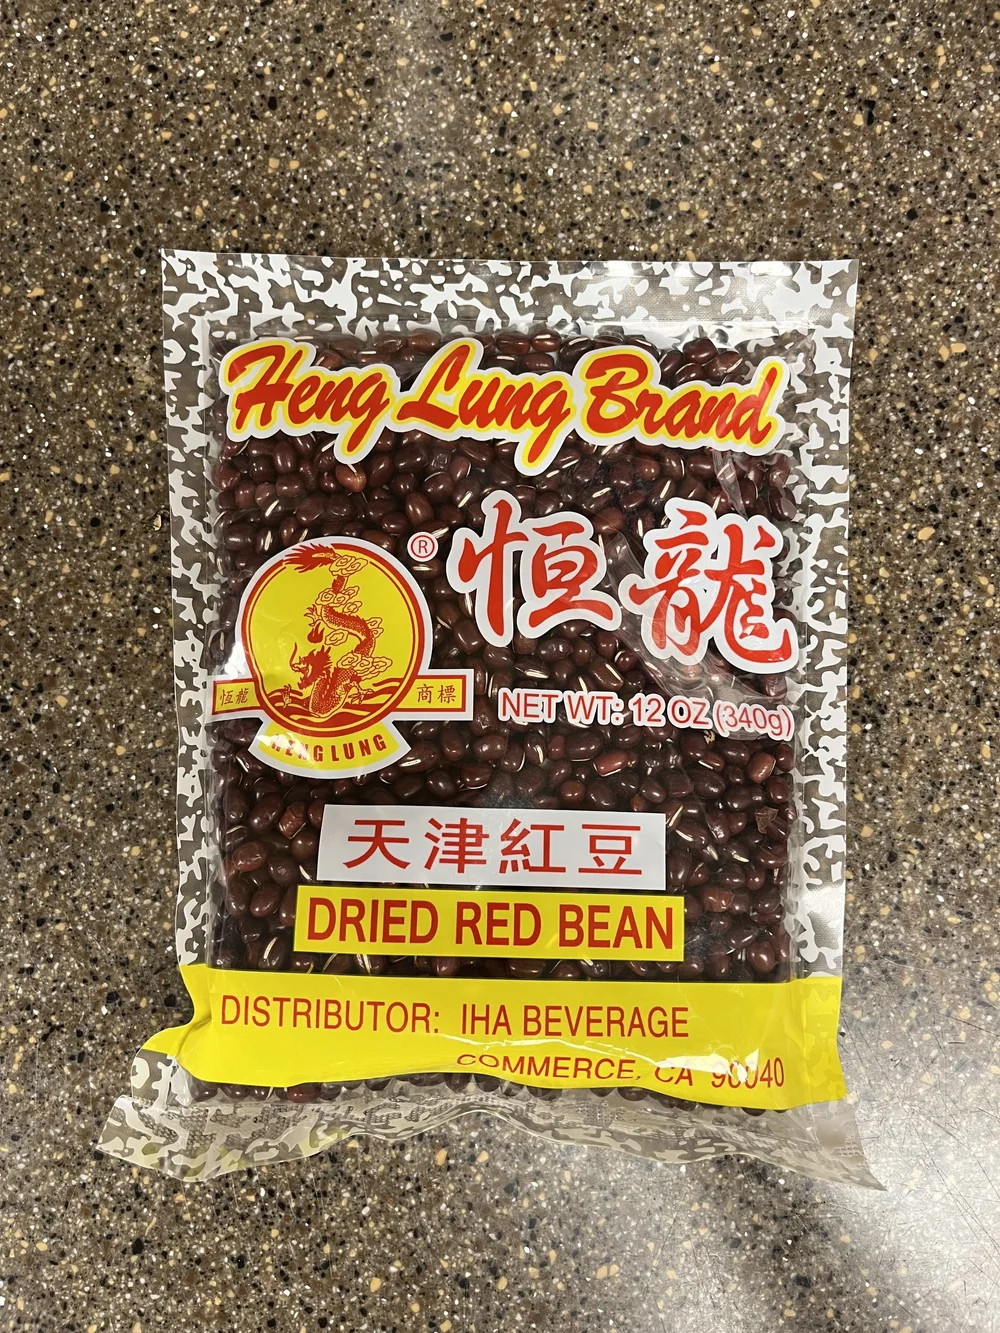 Heng Lung Brand
恒龍
®
恆龍
商標
HENG LUNG
NET WT: 12 OZ (340g)
天津紅豆
DRIED RED BEAN
DISTRIBUTOR: IHA BEVERAGE
COMMERCE, CA 90040